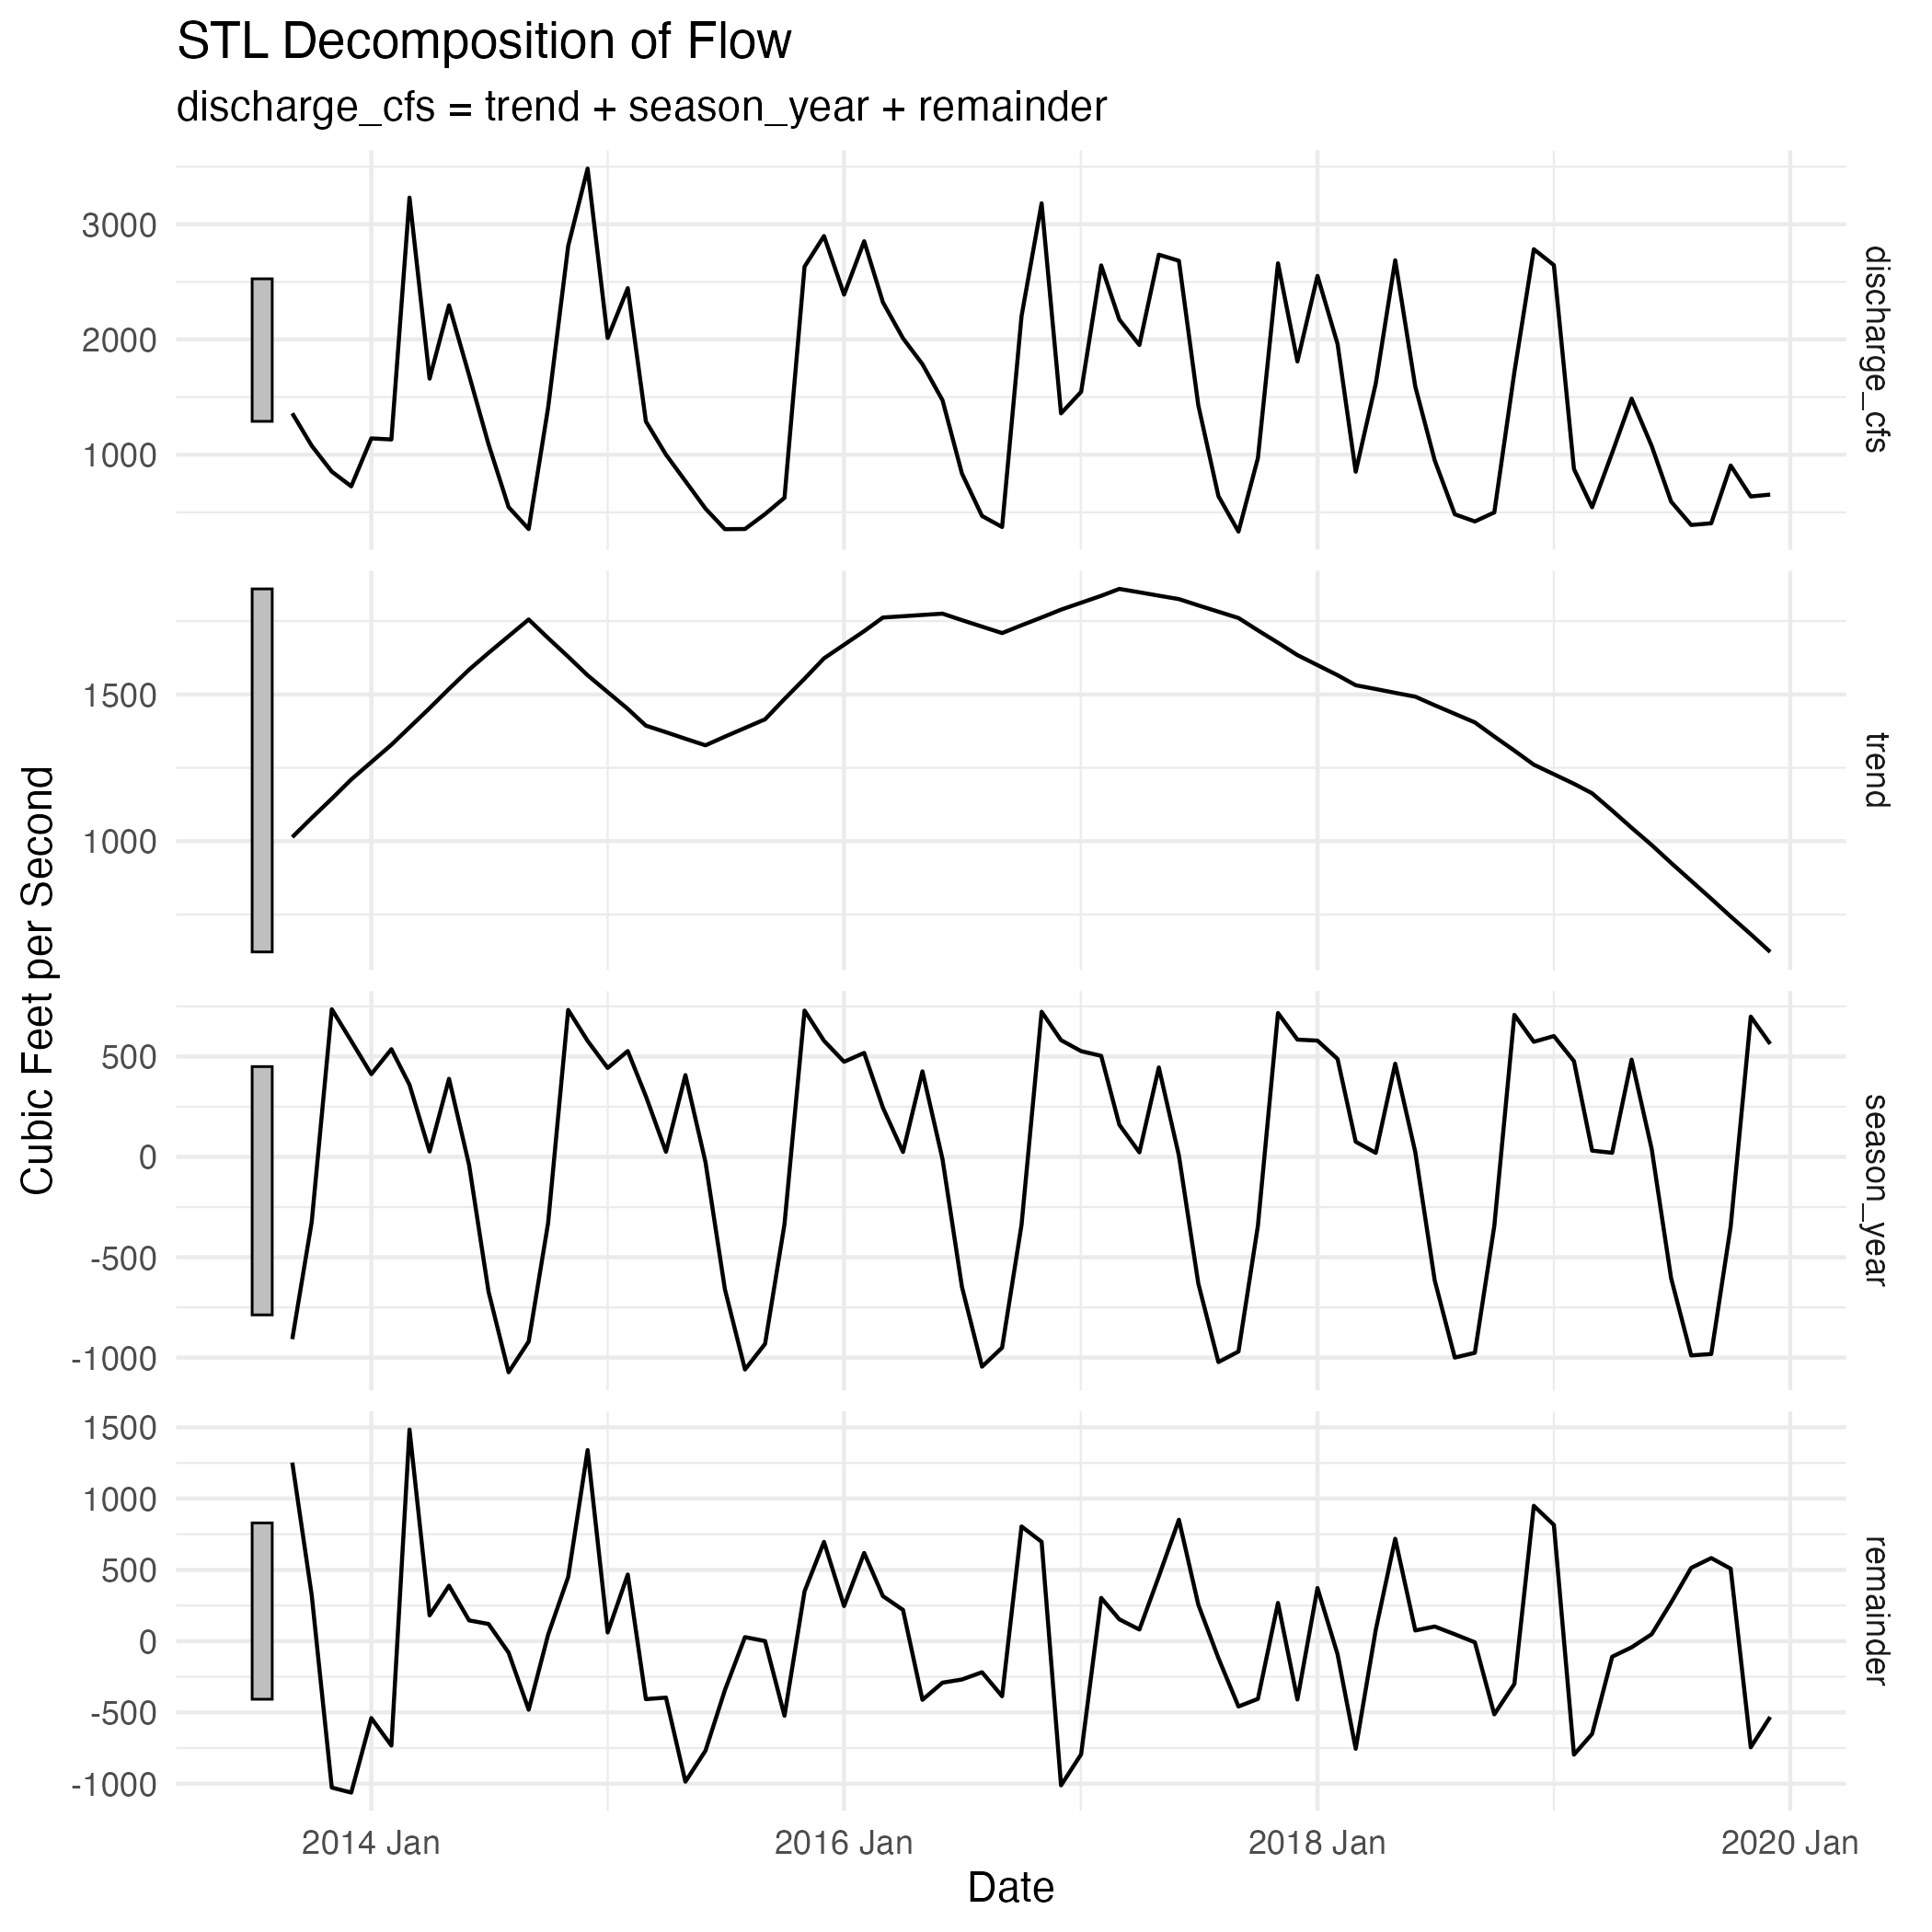 STL Decomposition of Flow
discharge_cfs = trend + season_year + remainder
Cubic Feet per Second
3000
2000
1000
discharge_cfs
1500
1000
trend
500
0
-500
-1000
season_year
1500
1000
500
0
-500
-1000
remainder
2014 Jan
2016 Jan
2018 Jan
2020 Jan
Date